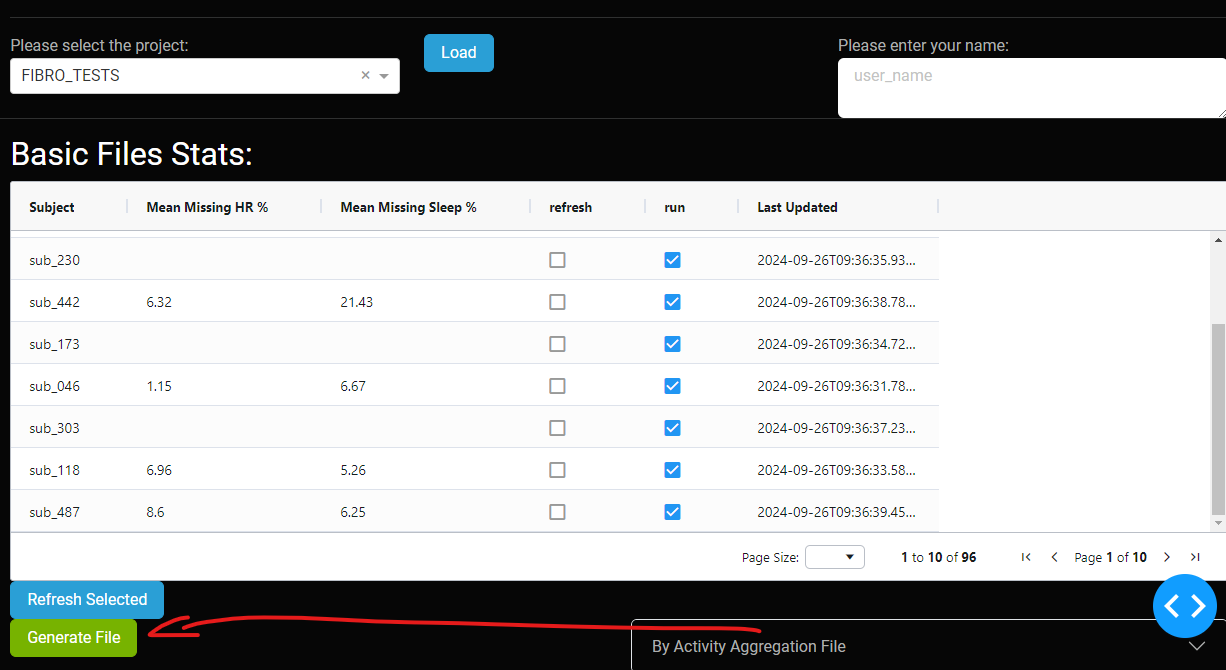 Please select the project:
FIBRO_TESTS
Load
Please enter your name:
user_name
Basic Files Stats:
Subject Mean Missing HR % Mean Missing Sleep % refresh run Last Updated
sub_230 2024-09-26T09:36:35.93...
sub_442 6.32 21.43 2024-09-26T09:36:38.78...
sub_173 2024-09-26T09:36:34.72...
sub_046 1.15 6.67 2024-09-26T09:36:31.78...
sub_303 2024-09-26T09:36:37.23...
sub_118 6.96 5.26 2024-09-26T09:36:33.58...
sub_487 8.6 6.25 2024-09-26T09:36:39.45...
Page Size: 1 to 10 of 96 Page 1 of 10
Refresh Selected
Generate File
By Activity Aggregation File